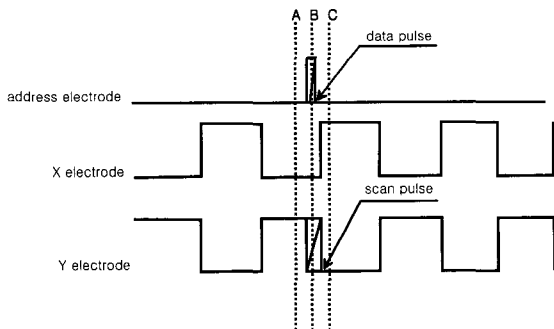 A B C
data pulse
address electrode
X electrode
scan pulse
Y electrode